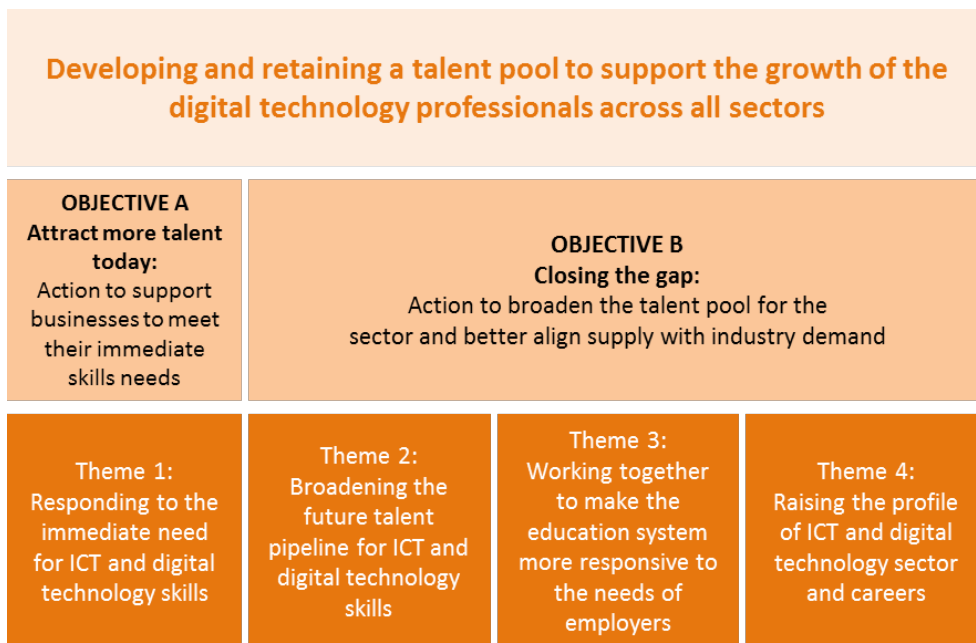 Developing and retaining a talent pool to support the growth of the
digital technology professionals across all sectors
OBJECTIVE A
Attract more talent
today:
Action to support
businesses to meet
their immediate
skills needs
OBJECTIVE B
Closing the gap:
Action to broaden the talent pool for the
sector and better align supply with industry demand
Theme 1:
Responding to the
immediate need
for ICT and digital
technology skills
Theme 2:
Broadening the
future talent
pipeline for ICT and
digital technology
skills
Theme 3:
Working together
to make the
education system
more responsive to
the needs of
employers
Theme 4:
Raising the profile
of ICT and digital
technology sector
and careers